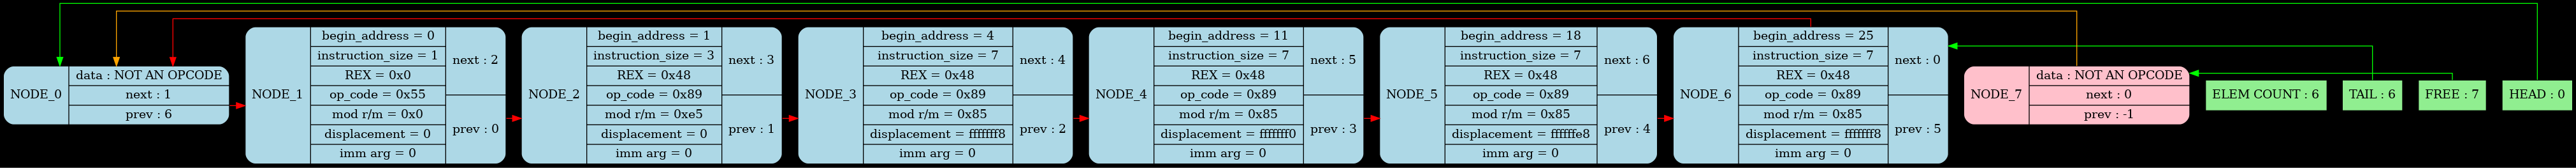 NODE_0
data : NOT AN OPCODE
next : 1
prev : 6
NODE_1
begin_address = 0
instruction_size = 1
REX = 0x0
op_code = 0x55
mod r/m = 0x0
displacement = 0
imm arg = 0
next : 2
prev : 0
NODE_2
begin_address = 1
instruction_size = 3
REX = 0x48
op_code = 0x89
mod r/m = 0xe5
displacement = 0
imm arg = 0
next : 3
prev : 1
NODE_3
begin_address = 4
instruction_size = 7
REX = 0x48
op_code = 0x89
mod r/m = 0x85
displacement = fffffff8
imm arg = 0
next : 4
prev : 2
NODE_4
begin_address = 11
instruction_size = 7
REX = 0x48
op_code = 0x89
mod r/m = 0x85
displacement = fffffff0
imm arg = 0
next : 5
prev : 3
NODE_5
begin_address = 18
instruction_size = 7
REX = 0x48
op_code = 0x89
mod r/m = 0x85
displacement = ffffffe8
imm arg = 0
next : 6
prev : 4
NODE_6
begin_address = 25
instruction_size = 7
REX = 0x48
op_code = 0x89
mod r/m = 0x85
displacement = fffffff8
imm arg = 0
next : 0
prev : 5
NODE_7
data : NOT AN OPCODE
next : 0
prev : -1
ELEM COUNT : 6
TAIL : 6
FREE : 7
HEAD : 0